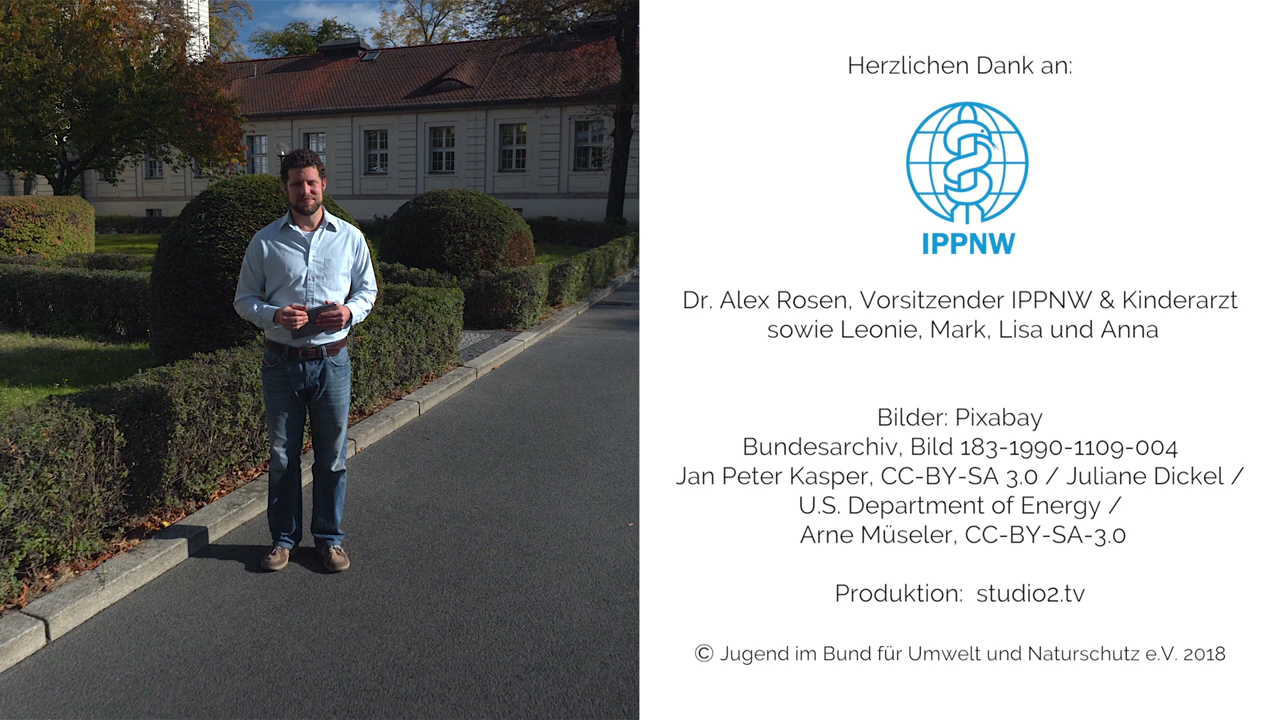 Herzlichen Dank an:
IPPNW
Dr. Alex Rosen, Vorsitzender IPPNW & Kinderarzt
sowie Leonie, Mark, Lisa und Anna
Bilder: Pixabay
Bundesarchiv, Bild 183-1990-1109-004
Jan Peter Kasper, CC-BY-SA 3.0 / Juliane Dickel /
U.S. Department of Energy /
Arne Müseler, CC-BY-SA-3.0
Produktion: studio2.tv
© Jugend im Bund für Umwelt und Naturschutz e.V. 2018